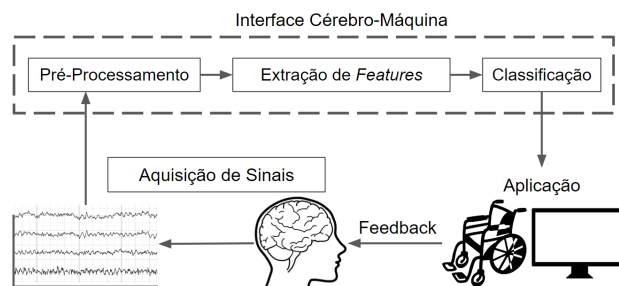 Interface Cérebro-Máquina
Pré-Processamento
Extração de Features
Classificação
Aquisição de Sinais
Aplicação
Feedback